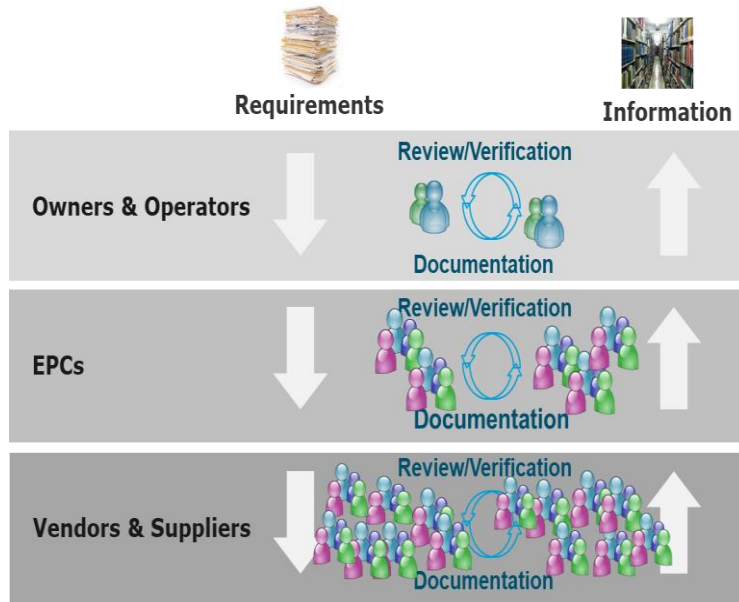 Requirements
Information
Owners & Operators
Review/Verification
Documentation
EPCs
Review/Verification
Documentation
Vendors & Suppliers
Review/Verification
Documentation